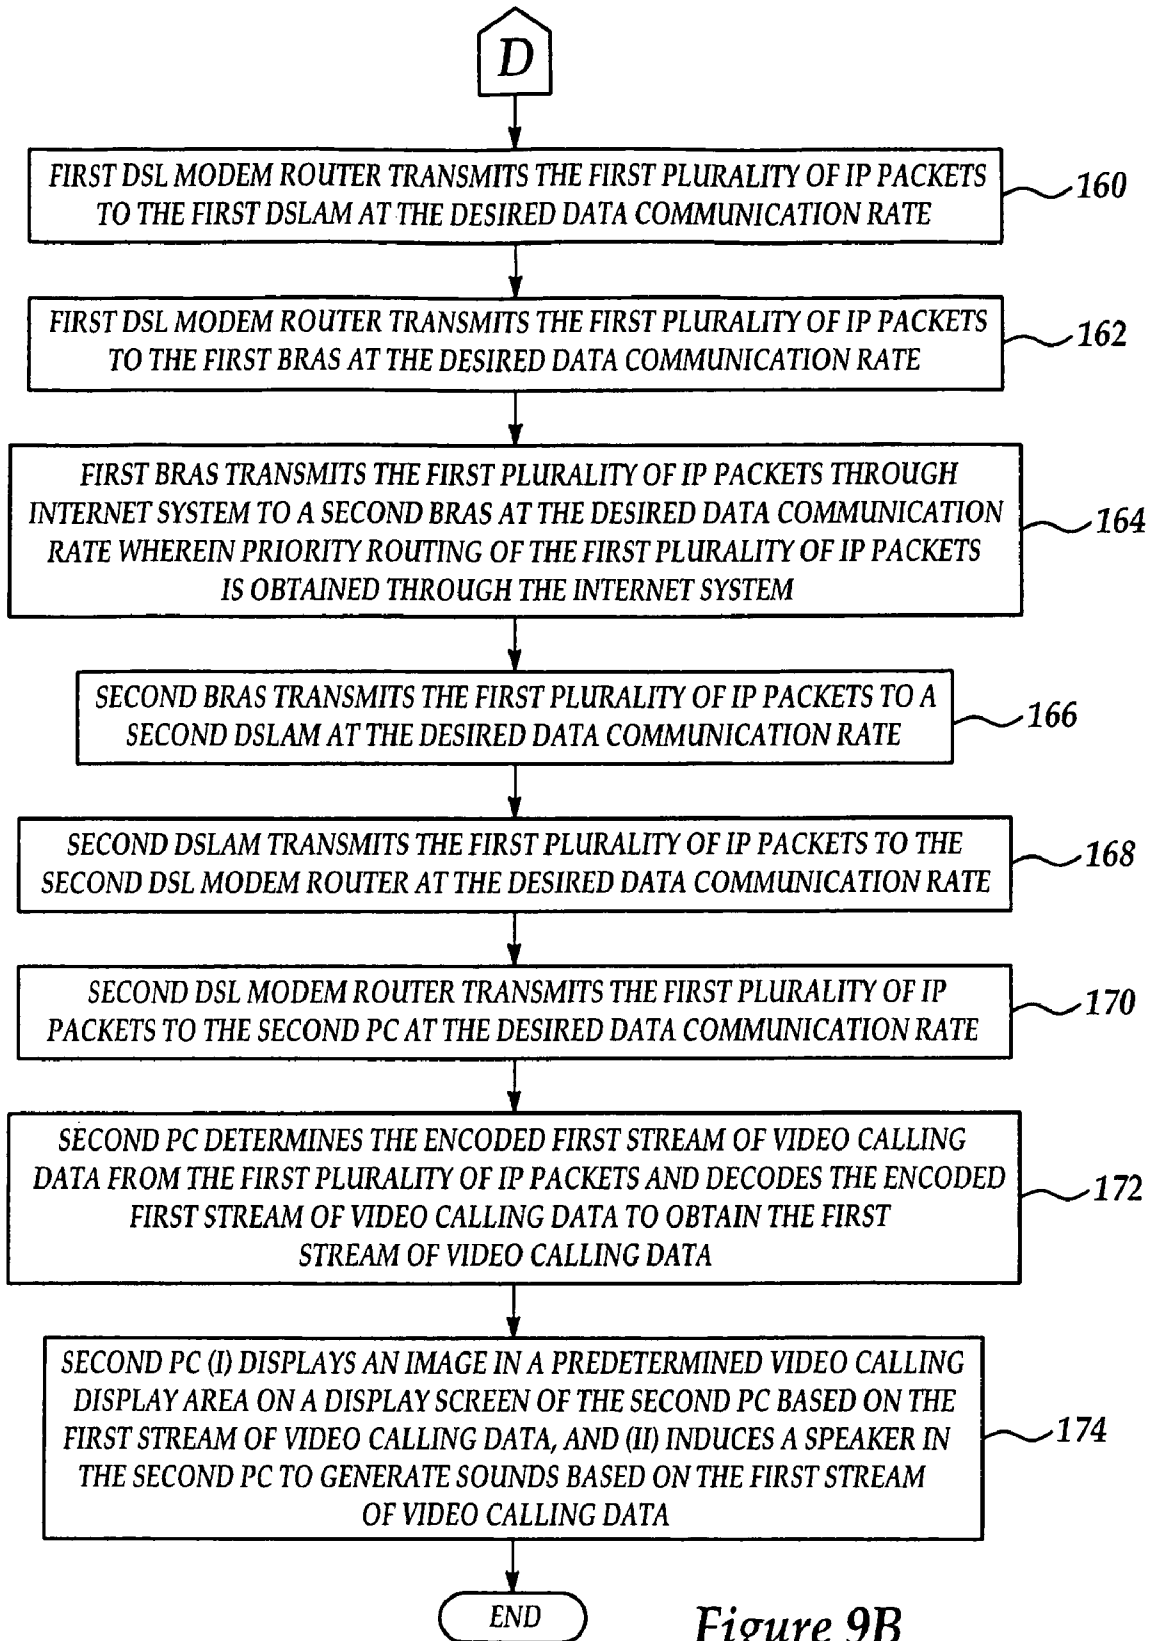 D
FIRST DSL MODEM ROUTER TRANSMITS THE FIRST PLURALITY OF IP PACKETS
TO THE FIRST DSLAM AT THE DESIRED DATA COMMUNICATION RATE
160
FIRST DSL MODEM ROUTER TRANSMITS THE FIRST PLURALITY OF IP PACKETS
TO THE FIRST BRAS AT THE DESIRED DATA COMMUNICATION RATE
162
FIRST BRAS TRANSMITS THE FIRST PLURALITY OF IP PACKETS THROUGH
INTERNET SYSTEM TO A SECOND BRAS AT THE DESIRED DATA COMMUNICATION
RATE WHEREIN PRIORITY ROUTING OF THE FIRST PLURALITY OF IP PACKETS
IS OBTAINED THROUGH THE INTERNET SYSTEM
164
SECOND BRAS TRANSMITS THE FIRST PLURALITY OF IP PACKETS TO A
SECOND DSLAM AT THE DESIRED DATA COMMUNICATION RATE
166
SECOND DSLAM TRANSMITS THE FIRST PLURALITY OF IP PACKETS TO THE
SECOND DSL MODEM ROUTER AT THE DESIRED DATA COMMUNICATION RATE
168
SECOND DSL MODEM ROUTER TRANSMITS THE FIRST PLURALITY OF IP
PACKETS TO THE SECOND PC AT THE DESIRED DATA COMMUNICATION RATE
170
SECOND PC DETERMINES THE ENCODED FIRST STREAM OF VIDEO CALLING
DATA FROM THE FIRST PLURALITY OF IP PACKETS AND DECODES THE ENCODED
FIRST STREAM OF VIDEO CALLING DATA TO OBTAIN THE FIRST
STREAM OF VIDEO CALLING DATA
172
SECOND PC (I) DISPLAYS AN IMAGE IN A PREDETERMINED VIDEO CALLING
DISPLAY AREA ON A DISPLAY SCREEN OF THE SECOND PC BASED ON THE
FIRST STREAM OF VIDEO CALLING DATA, AND (II) INDUCES A SPEAKER IN
THE SECOND PC TO GENERATE SOUNDS BASED ON THE FIRST STREAM
OF VIDEO CALLING DATA
174
END
Figure 9B